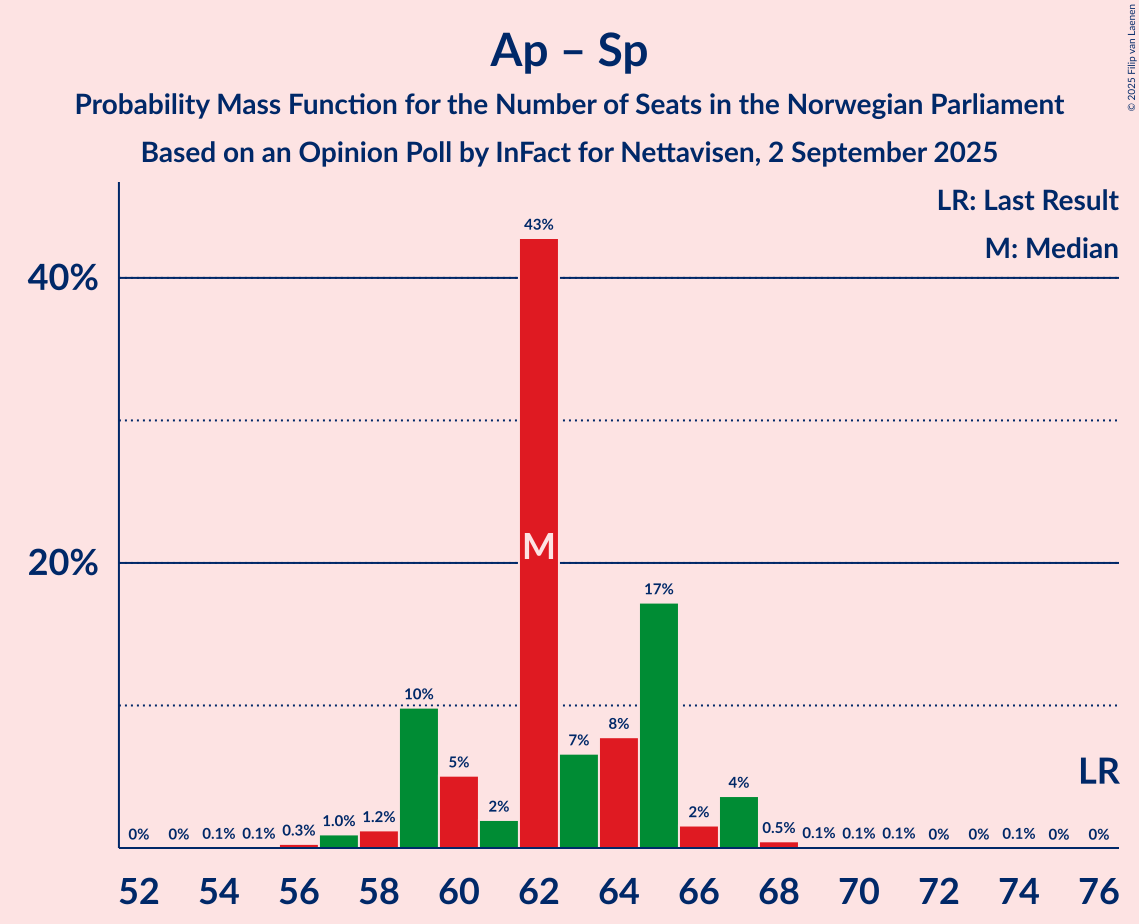 Ap – Sp
Probability Mass Function for the Number of Seats in the Norwegian Parliament
Based on an Opinion Poll by InFact for Nettavisen, 2 September 2025
© 2025 Filip van Laenen
LR: Last Result
M: Median
40%
20%
0% 0% 0.1% 0.1% 0.3% 1.0% 1.2% 10% 5% 2% 43% 7% 8% 17% 2% 4% 0.5% 0.1% 0.1% 0.1% 0% 0% 0.1% 0% 0%
M
LR
52 54 56 58 60 62 64 66 68 70 72 74 76